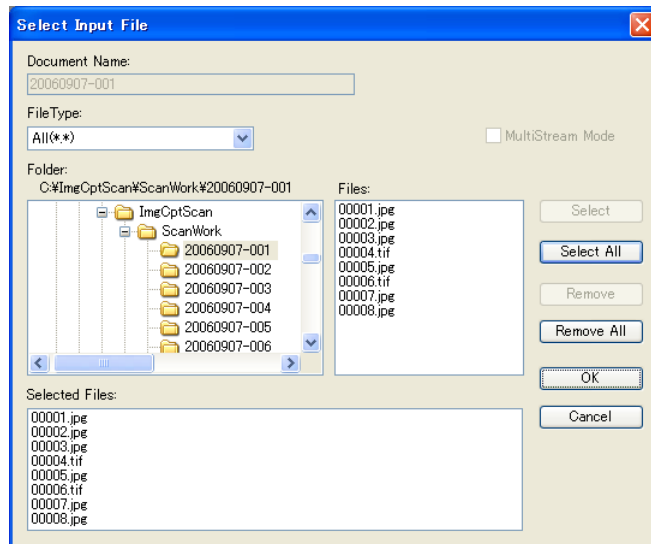 Select Input File
Document Name:
20060907-001
FileType:
All(*.*)
MultiStream Mode
Folder:
C:¥ImgCptScan¥ScanWork¥20060907-001
ImgCptScan
ScanWork
20060907-001
20060907-002
20060907-003
20060907-004
20060907-005
20060907-006
Files:
00001.jpg
00002.jpg
00003.jpg
00004.tif
00005.jpg
00006.tif
00007.jpg
00008.jpg
Select
Select All
Remove
Remove All
OK
Cancel
Selected Files:
00001.jpg
00002.jpg
00003.jpg
00004.tif
00005.jpg
00006.tif
00007.jpg
00008.jpg